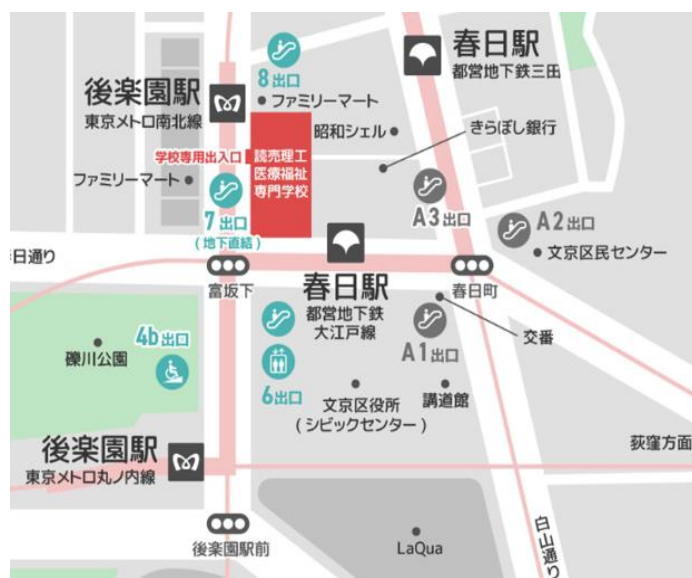 春日駅
都営地下鉄三田
8出口
後楽園駅
東京メトロ南北線
ファミリーマート
昭和シェル
きらぼし銀行
学校専用出入口
読売理工
医療福祉
専門学校
ファミリーマート
7出口
(地下直結)
A3出口
A2出口
文京区民センター
日通り
富坂下
春日駅
都営地下鉄
大江戸線
春日町
交番
4b出口
礫川公園
A1出口
6出口
文京区役所
(シビックセンター)
講道館
後楽園駅
東京メトロ丸ノ内線
荻窪方面
後楽園駅前
LaQua
白山通り